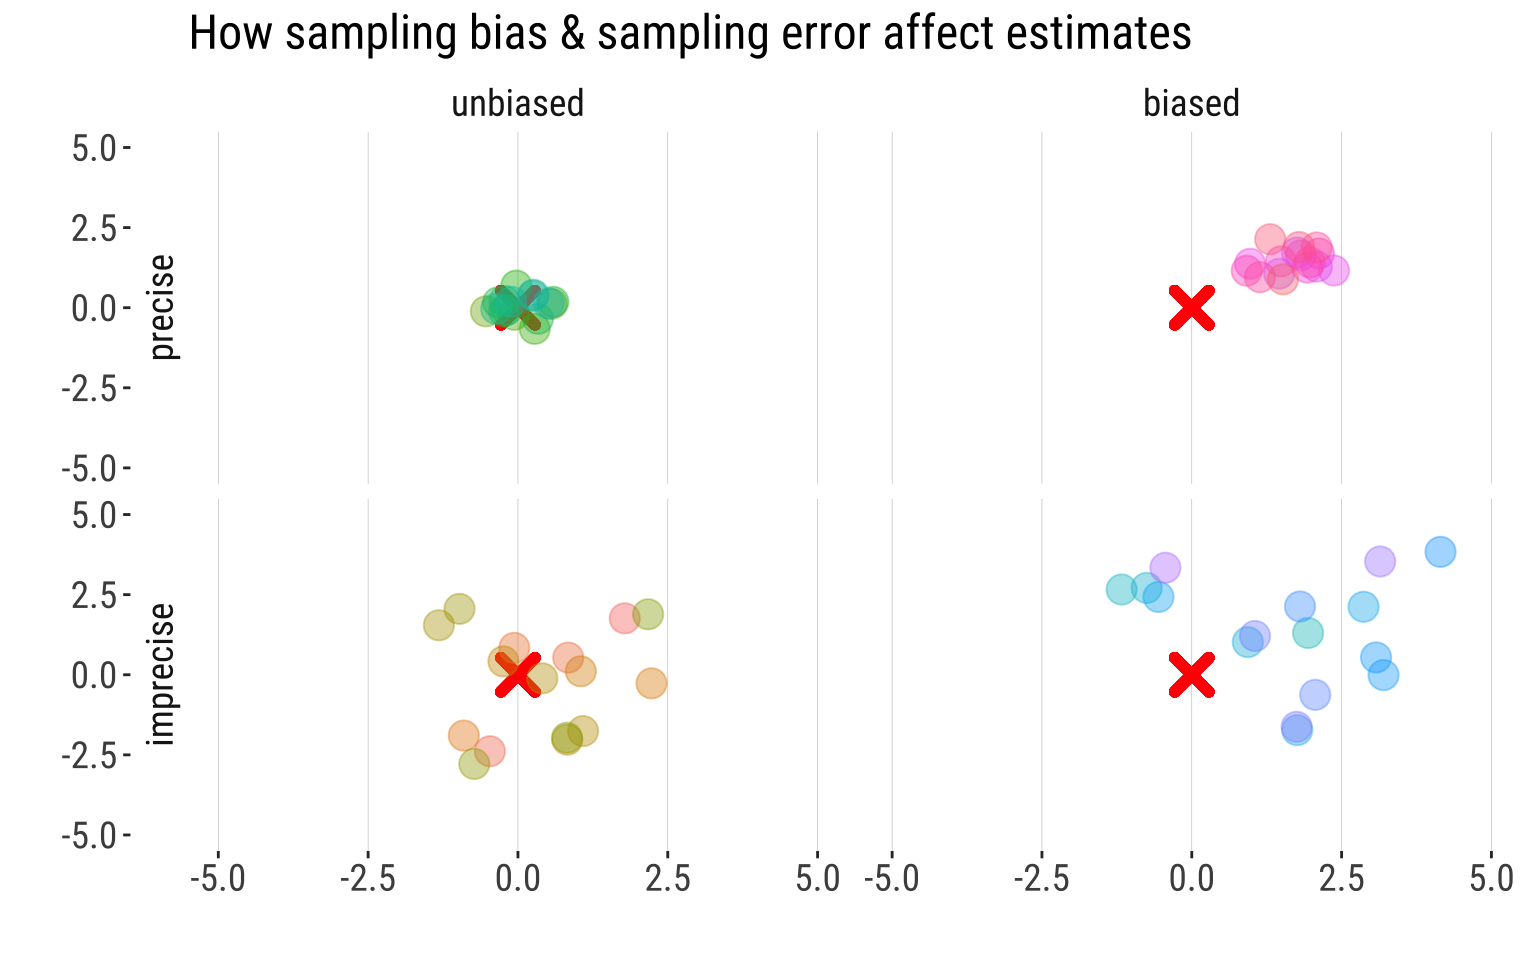 How sampling bias & sampling error affect estimates
unbiased
biased
5.0
2.5
0.0
-2.5
-5.0
precise
5.0
2.5
0.0
-2.5
-5.0
imprecise
-5.0 -2.5 0.0 2.5 5.0 -5.0 -2.5 0.0 2.5 5.0